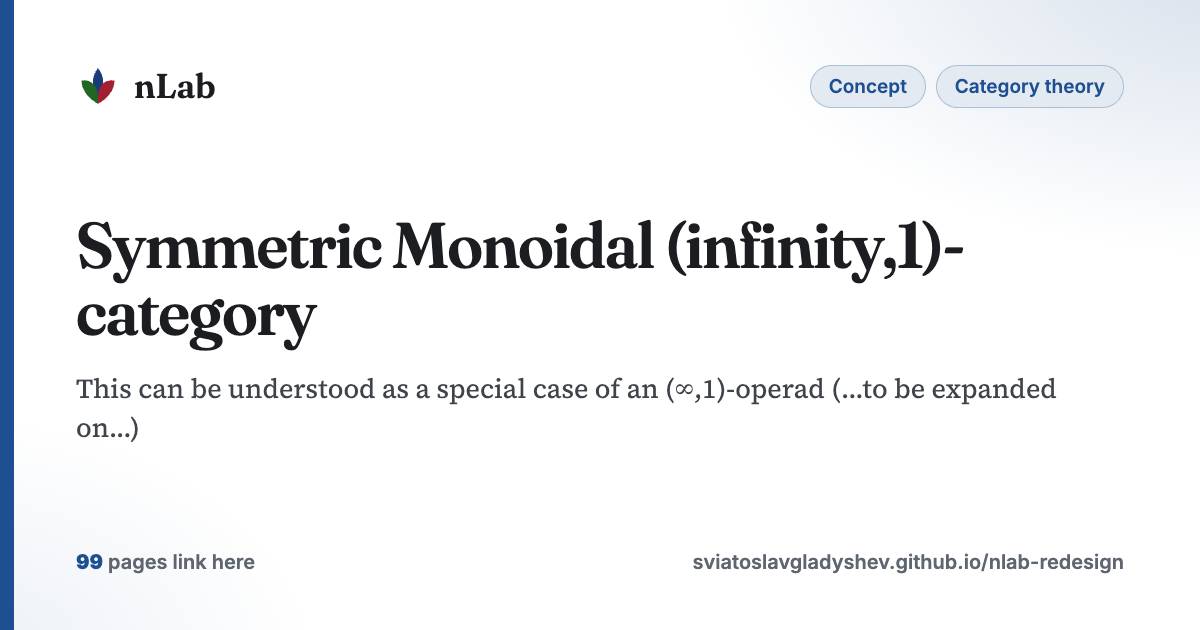 nLab
Concept
Category theory
Symmetric Monoidal (infinity,1)-
category
This can be understood as a special case of an (∞,1)-operad (…to be expanded
on…)
99 pages link here
sviatoslavgladyshev.github.io/nlab-redesign